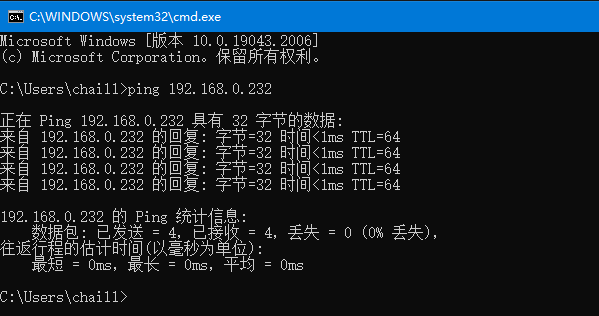 C:\WINDOWS\system32\cmd.exe
Microsoft Windows [版本 10.0.19043.2006]
(c) Microsoft Corporation。保留所有权利。
C:\Users\chaill>ping 192.168.0.232
正在 Ping 192.168.0.232 具有 32 字节的数据:
来自 192.168.0.232 的回复: 字节=32 时间<1ms TTL=64
来自 192.168.0.232 的回复: 字节=32 时间<1ms TTL=64
来自 192.168.0.232 的回复: 字节=32 时间<1ms TTL=64
来自 192.168.0.232 的回复: 字节=32 时间<1ms TTL=64
192.168.0.232 的 Ping 统计信息:
数据包: 已发送 = 4，已接收 = 4，丢失 = 0 (0% 丢失)，
往返行程的估计时间(以毫秒为单位):
最短 = 0ms，最长 = 0ms，平均 = 0ms
C:\Users\chaill>